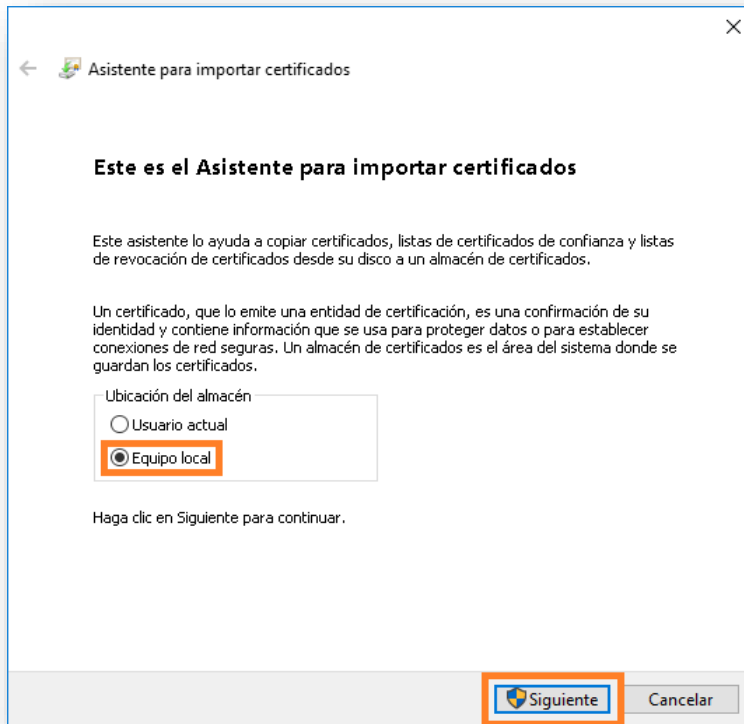 Asistente para importar certificados
Este es el Asistente para importar certificados
Este asistente lo ayuda a copiar certificados, listas de certificados de confianza y listas
de revocación de certificados desde su disco a un almacén de certificados.
Un certificado, que lo emite una entidad de certificación, es una confirmación de su
identidad y contiene información que se usa para proteger datos o para establecer
conexiones de red seguras. Un almacén de certificados es el área del sistema donde se
guardan los certificados.
Ubicación del almacén
Usuario actual
Equipo local
Haga clic en Siguiente para continuar.
Siguiente Cancelar